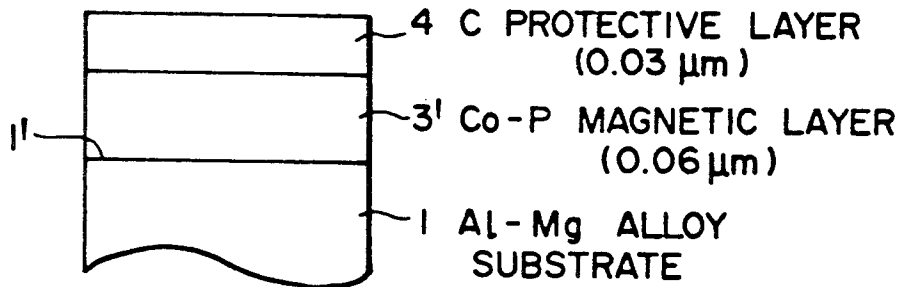 4 C PROTECTIVE LAYER
(0.03 μm)
1'
3' Co-P MAGNETIC LAYER
(0.06 μm)
1 Al-Mg ALLOY
SUBSTRATE